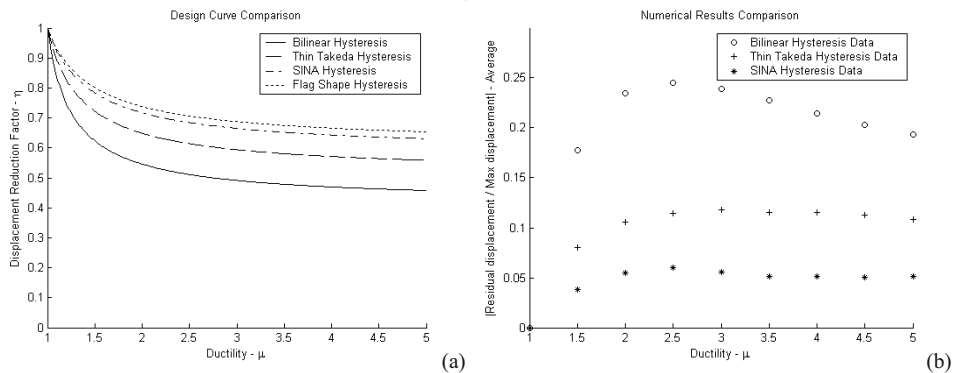 Design Curve Comparison
1
0.9
0.8
0.7
0.6
0.5
0.4
0.3
0.2
0.1
0
Displacement Reduction Factor - η
Bilinear Hysteresis
Thin Takeda Hysteresis
SINA Hysteresis
Flag Shape Hysteresis
1 1.5 2 2.5 3 3.5 4 4.5 5
Ductility - μ
(a)
Numerical Results Comparison
0.25
0.2
0.15
0.1
0.05
0
|Residual displacement / Max displacement| - Average
Bilinear Hysteresis Data
Thin Takeda Hysteresis Data
SINA Hysteresis Data
1 1.5 2 2.5 3 3.5 4 4.5 5
Ductility - μ
(b)